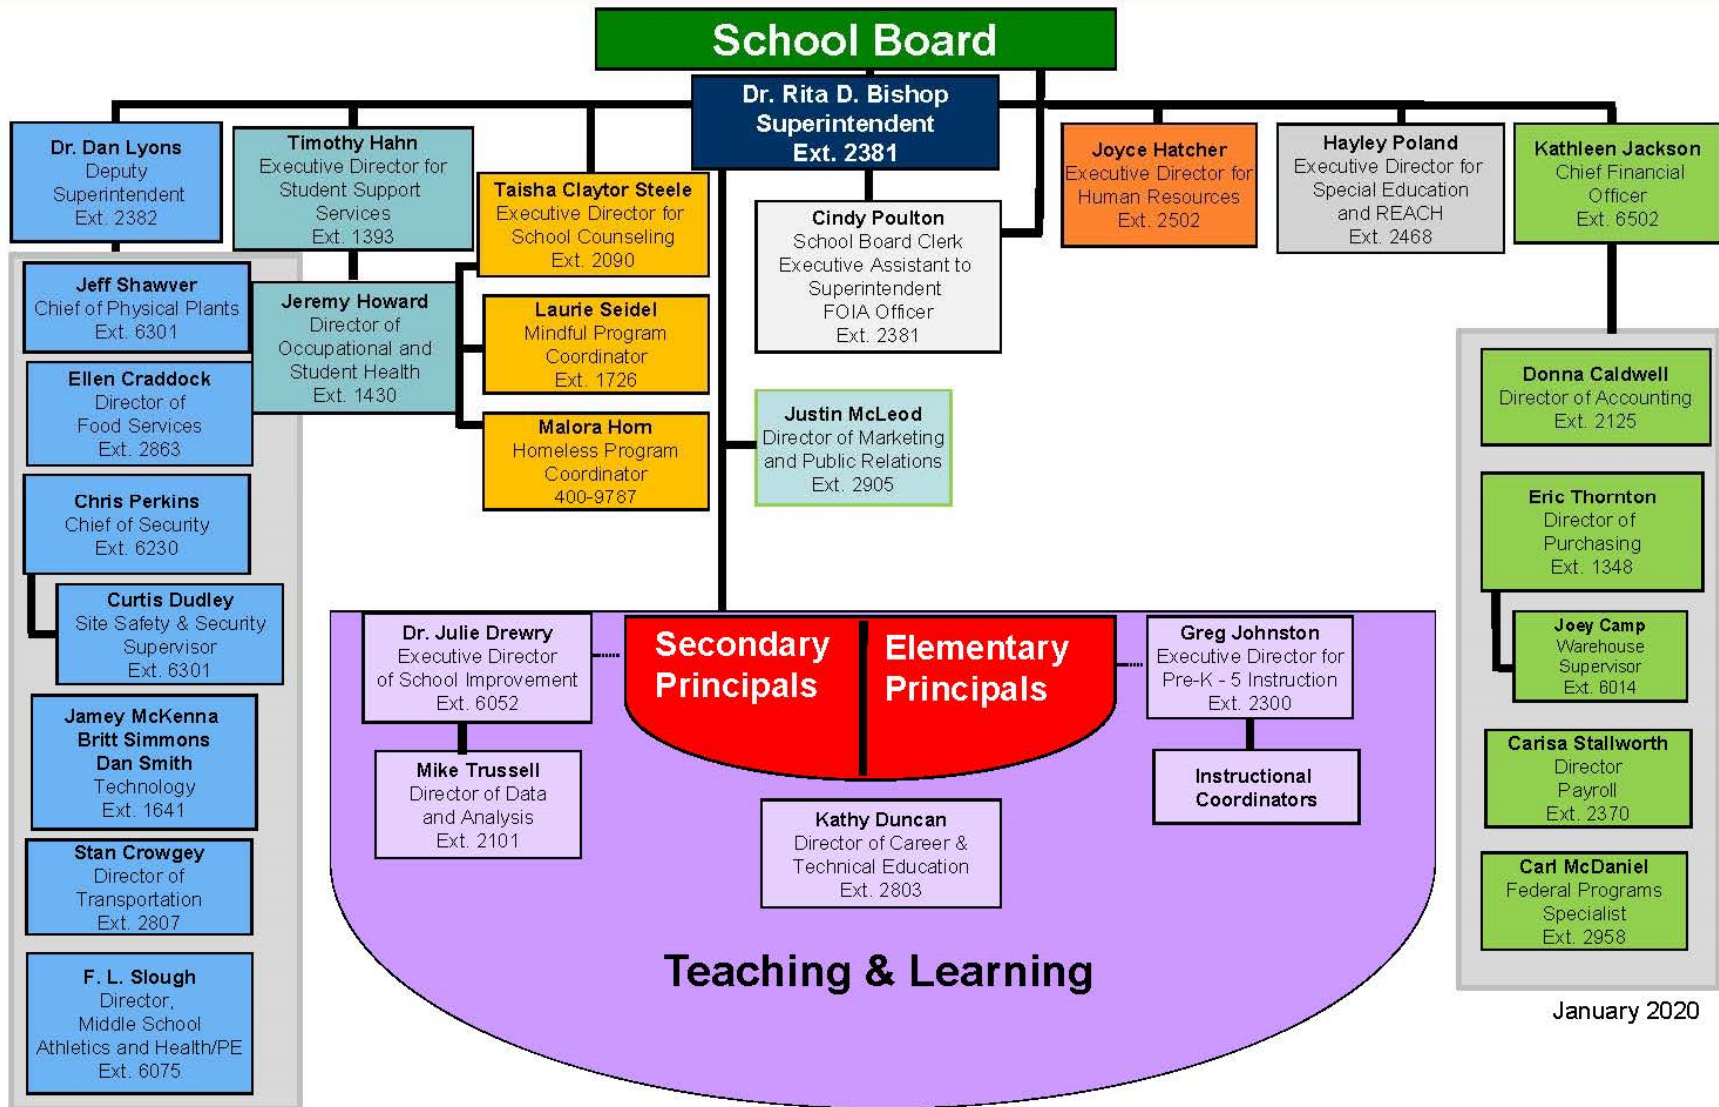 School Board
Dr. Rita D. Bishop
Superintendent
Ext. 2381
Dr. Dan Lyons
Deputy
Superintendent
Ext. 2382
Timothy Hahn
Executive Director for
Student Support
Services
Ext. 1393
Taisha Claytor Steele
Executive Director for
School Counseling
Ext. 2090
Cindy Poulton
School Board Clerk
Executive Assistant to
Superintendent
FOIA Officer
Ext. 2381
Joyce Hatcher
Executive Director for
Human Resources
Ext. 2502
Hayley Poland
Executive Director for
Special Education
and REACH
Ext. 2468
Kathleen Jackson
Chief Financial
Officer
Ext. 6502
Jeff Shawver
Chief of Physical Plants
Ext. 6301
Ellen Craddock
Director of
Food Services
Ext. 2863
Chris Perkins
Chief of Security
Ext. 6230
Curtis Dudley
Site Safety & Security
Supervisor
Ext. 6301
Jamey McKenna
Britt Simmons
Dan Smith
Technology
Ext. 1641
Stan Crowgey
Director of
Transportation
Ext. 2807
F. L. Slough
Director,
Middle School
Athletics and Health/PE
Ext. 6075
Jeremy Howard
Director of
Occupational and
Student Health
Ext. 1430
Laurie Seidel
Mindful Program
Coordinator
Ext. 1726
Malora Horn
Homeless Program
Coordinator
400-9787
Justin McLeod
Director of Marketing
and Public Relations
Ext. 2905
Dr. Julie Drewry
Executive Director
of School Improvement
Ext. 6052
Secondary
Principals
Elementary
Principals
Greg Johnston
Executive Director for
Pre-K - 5 Instruction
Ext. 2300
Mike Trussell
Director of Data
and Analysis
Ext. 2101
Kathy Duncan
Director of Career &
Technical Education
Ext. 2803
Instructional
Coordinators
Teaching & Learning
Donna Caldwell
Director of Accounting
Ext. 2125
Eric Thornton
Director of
Purchasing
Ext. 1348
Joey Camp
Warehouse
Supervisor
Ext. 6014
Carisa Stallworth
Director
Payroll
Ext. 2370
Carl McDaniel
Federal Programs
Specialist
Ext. 2958
January 2020